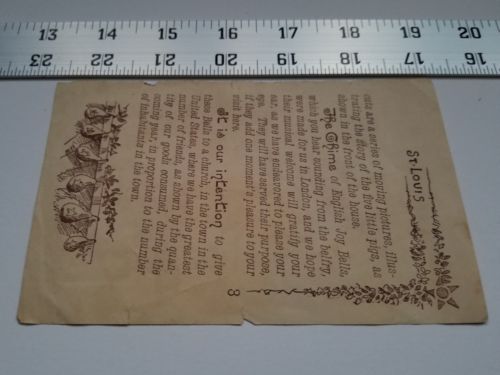 13 14 15 16 17 18 19 20
23 22 21 20 19 18 17 16
ST. LOUIS
cute are a series of moving pictures, illus-
trating the story of the five little pigs, as
shown in the front of the house.
The Chime of English Joy Bells,
which you hear sounding from the belfry,
were made for us in London, and we hope
their musical welcome will gratify your
ear, as we have endeavored to please your
eye. They will have served their purpose,
if they add one moment's pleasure to your
visit here.
8
It is our intention to give
these Bells to a church, in the town in the
United States, where we have the greatest
number of friends, as shown by the quan-
tity of our goods consumed, during the
coming year, in proportion to the number
of inhabitants in the town.